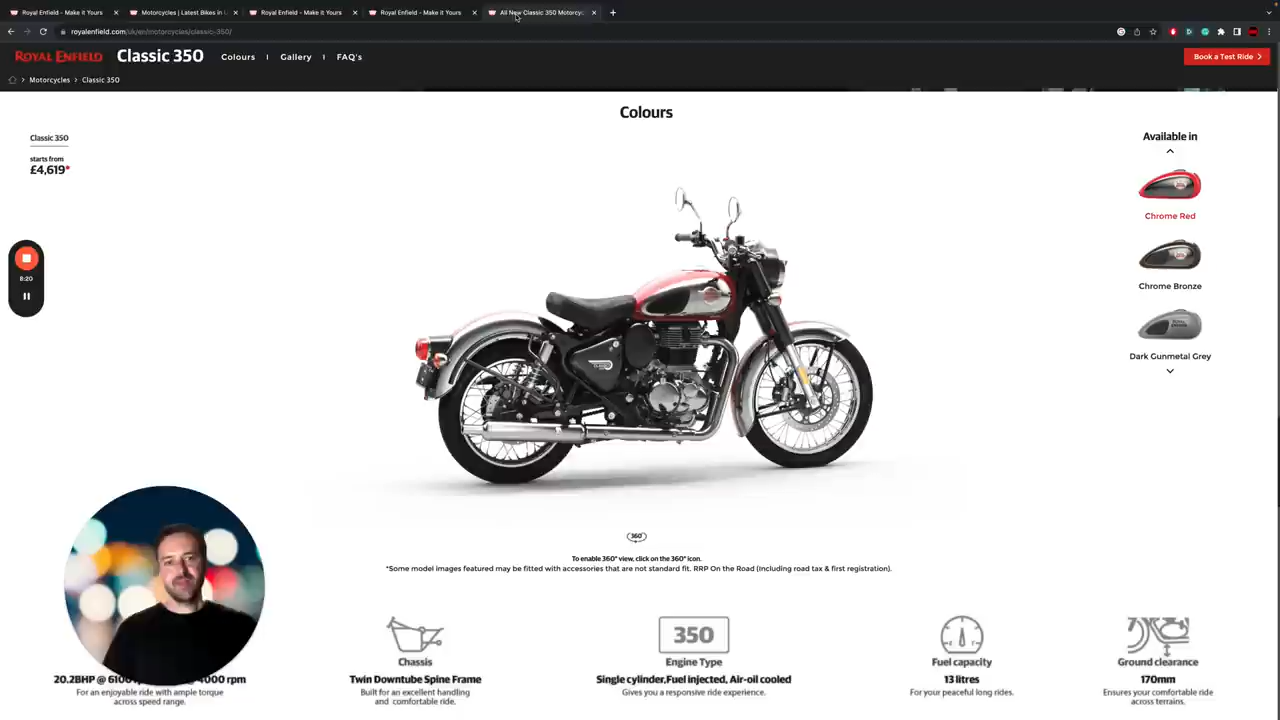 Royal Enfield - Make it Yours
Motorcycles | Latest Bikes in
Royal Enfield - Make it Yours
Royal Enfield - Make it Yours
All New Classic 350 Motorcy
royalenfield.com/uk/en/motorcycles/classic-350/
ROYAL ENFIELD
Classic 350
Colours | Gallery | FAQ's
Book a Test Ride
Motorcycles > Classic 350
Colours
Classic 350
starts from
£4,619*
Available in
Chrome Red
Chrome Bronze
Dark Gunmetal Grey
8:20
360°
To enable 360° view, click on the 360° icon.
*Some model images featured may be fitted with accessories that are not standard fit. RRP On the Road (Including road tax & first registration).
20.2BHP @ 6100 4000 rpm
For an enjoyable ride with ample torque
across speed range.
Chassis
Twin Downtube Spine Frame
Built for an excellent handling
and comfortable ride.
350
Engine Type
Single cylinder,Fuel injected, Air-oil cooled
Gives you a responsive ride experience.
Fuel capacity
13 litres
For your peaceful long rides.
Ground clearance
170mm
Ensures your comfortable ride
across terrains.